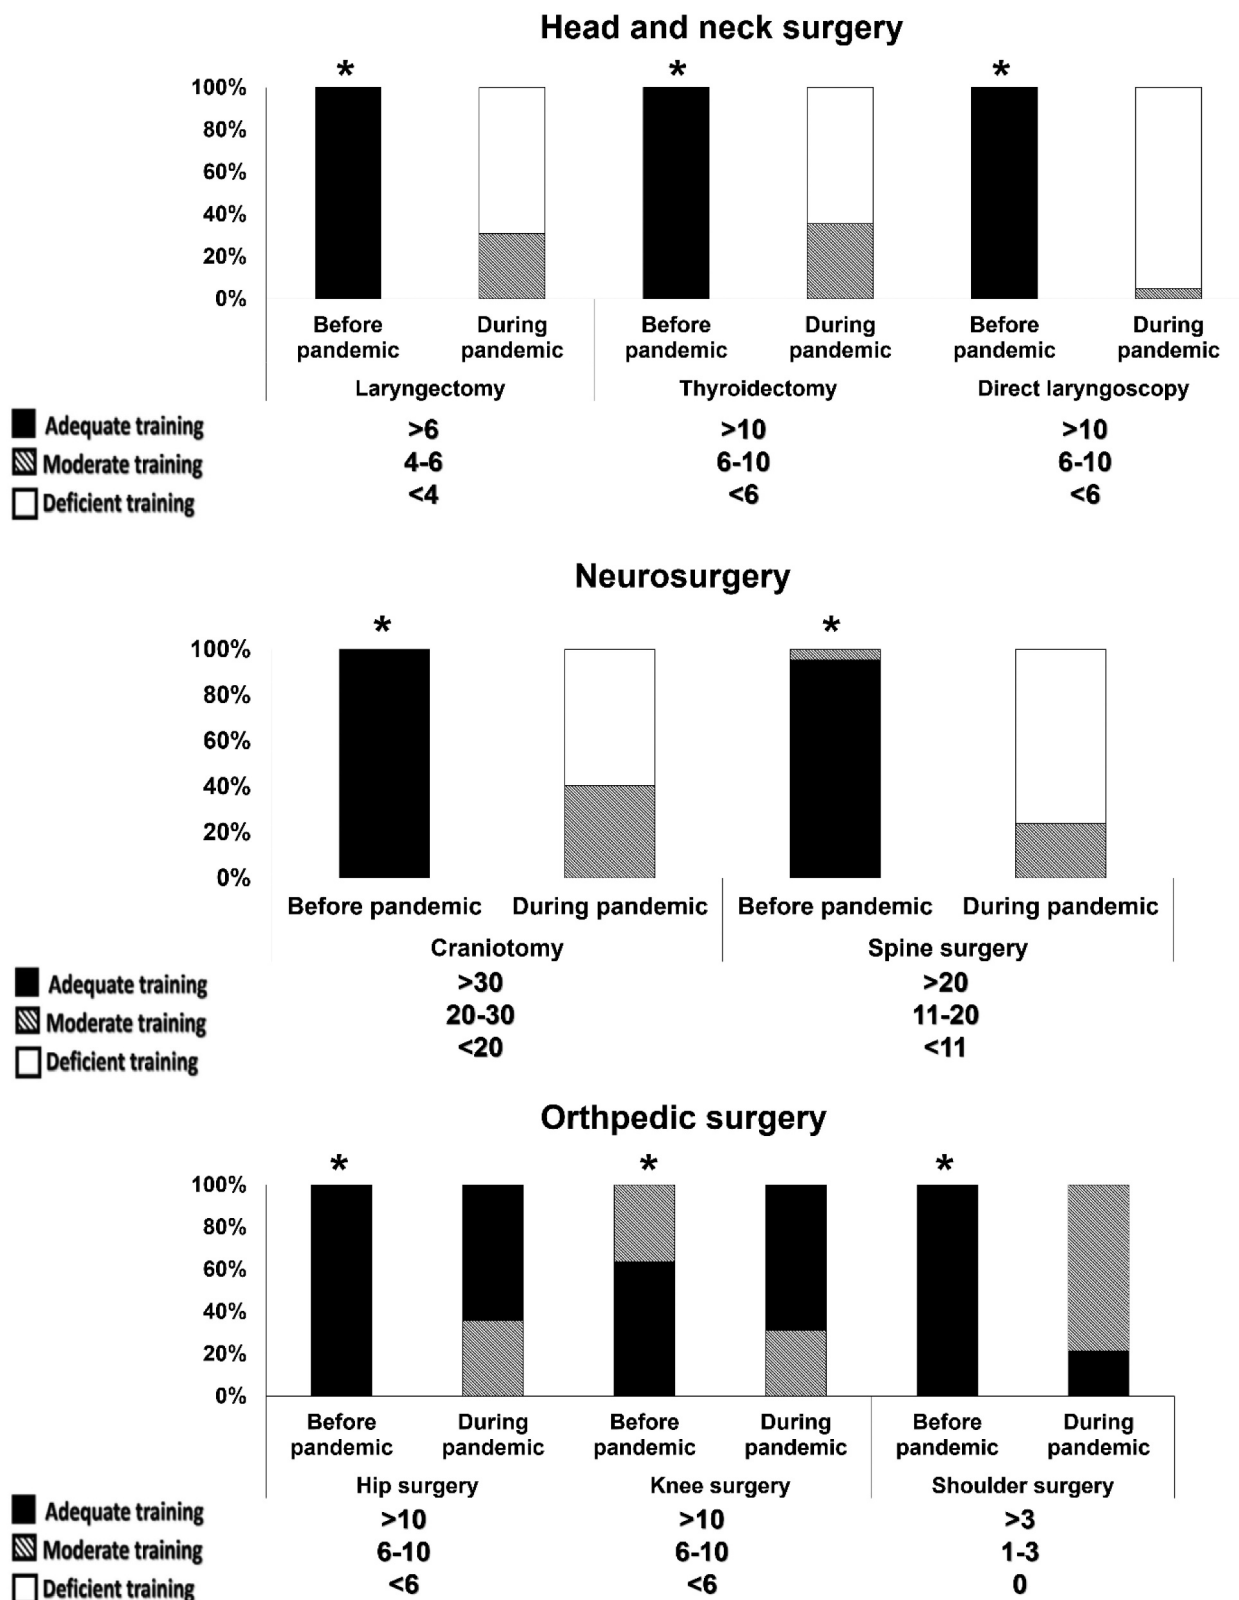 Head and neck surgery
* * *
100%
80%
60%
40%
20%
0%
Before pandemic During pandemic Before pandemic During pandemic Before pandemic During pandemic
Laryngectomy Thyroidectomy Direct laryngoscopy
Adequate training >6 >10 >10
Moderate training 4-6 6-10 6-10
Deficient training <4 <6 <6
Neurosurgery
* *
100%
80%
60%
40%
20%
0%
Before pandemic During pandemic Before pandemic During pandemic
Craniotomy Spine surgery
Adequate training >30 >20
Moderate training 20-30 11-20
Deficient training <20 <11
Orthpedic surgery
* * *
100%
80%
60%
40%
20%
0%
Before pandemic During pandemic Before pandemic During pandemic Before pandemic During pandemic
Hip surgery Knee surgery Shoulder surgery
Adequate training >10 >10 >3
Moderate training 6-10 6-10 1-3
Deficient training <6 <6 0